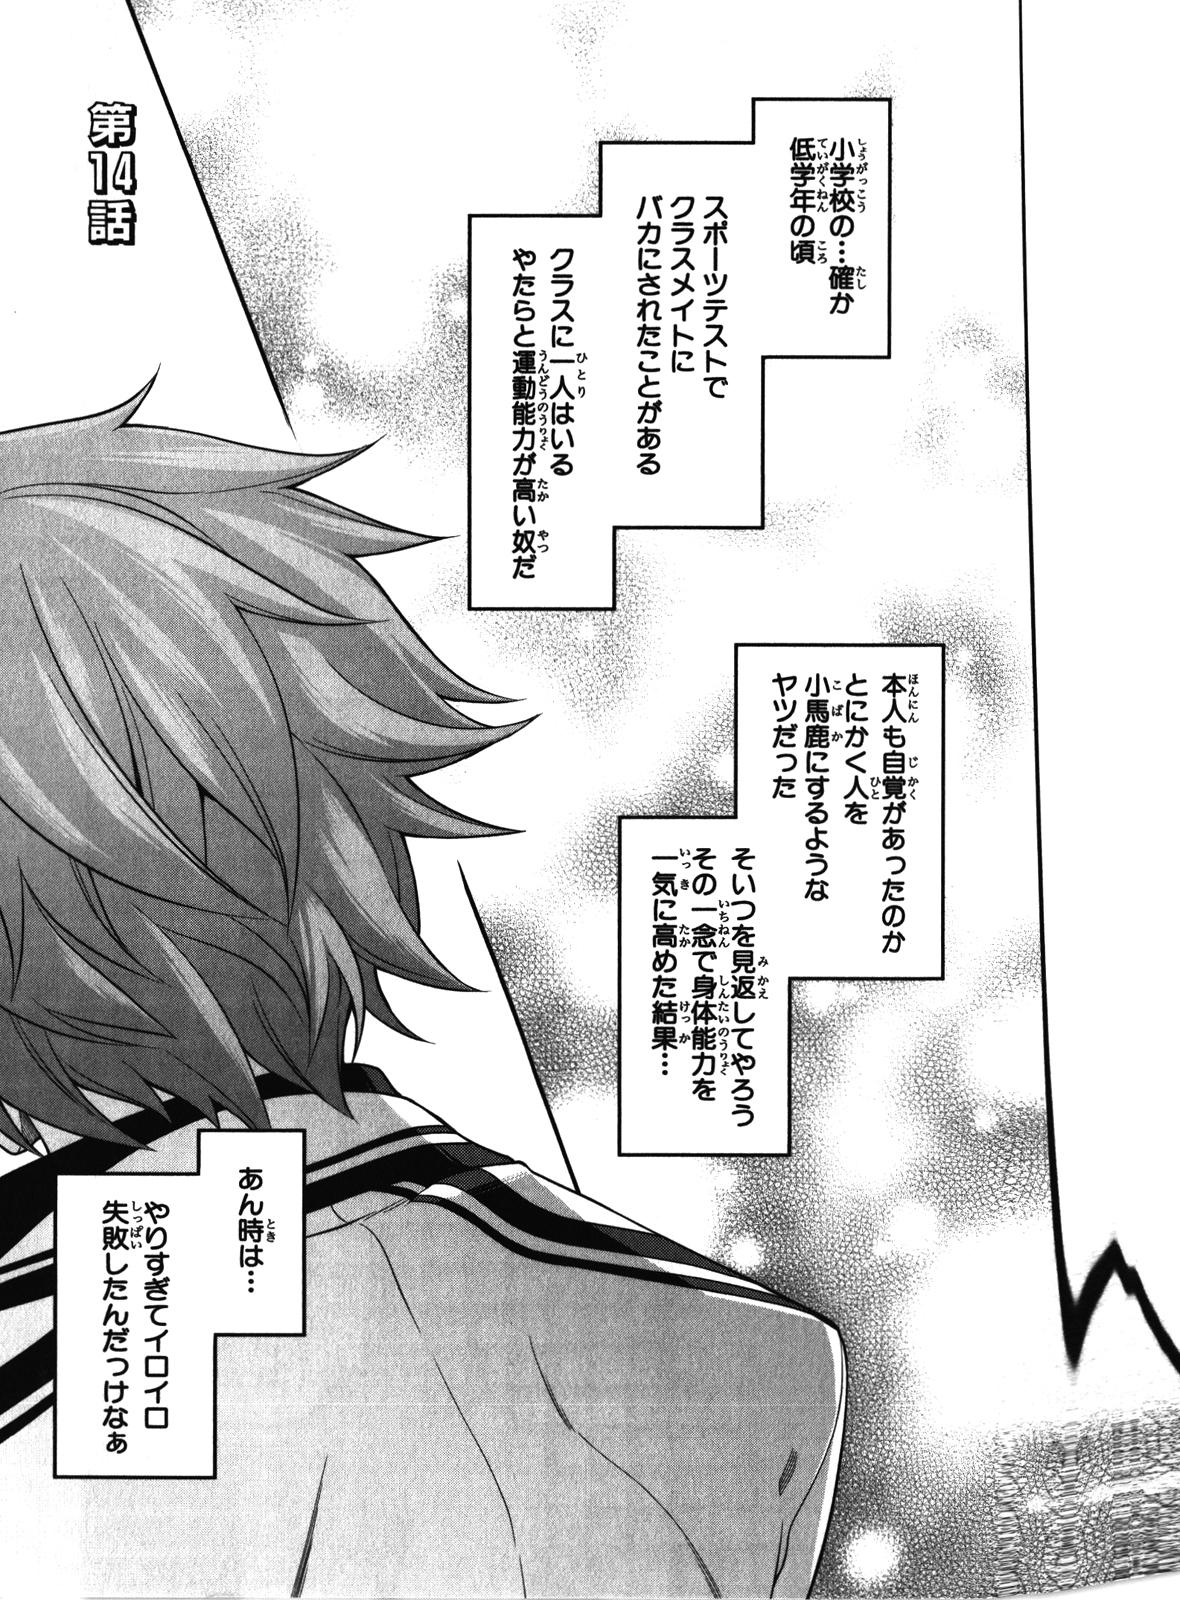 小学校の…確か
低学年の頃
スポーツテストで
クラスメイトに
バカにされたことがある
クラスに一人はいる
やたらと運動能力が高い奴だ
本人も自覚があったのか
とにかく人を
小馬鹿にするような
ヤツだった
そいつを見返してやろう
その一念で身体能力を
一気に高めた結果…
あん時は…
やりすぎてイロイロ
失敗したんだっけなぁ
第14話